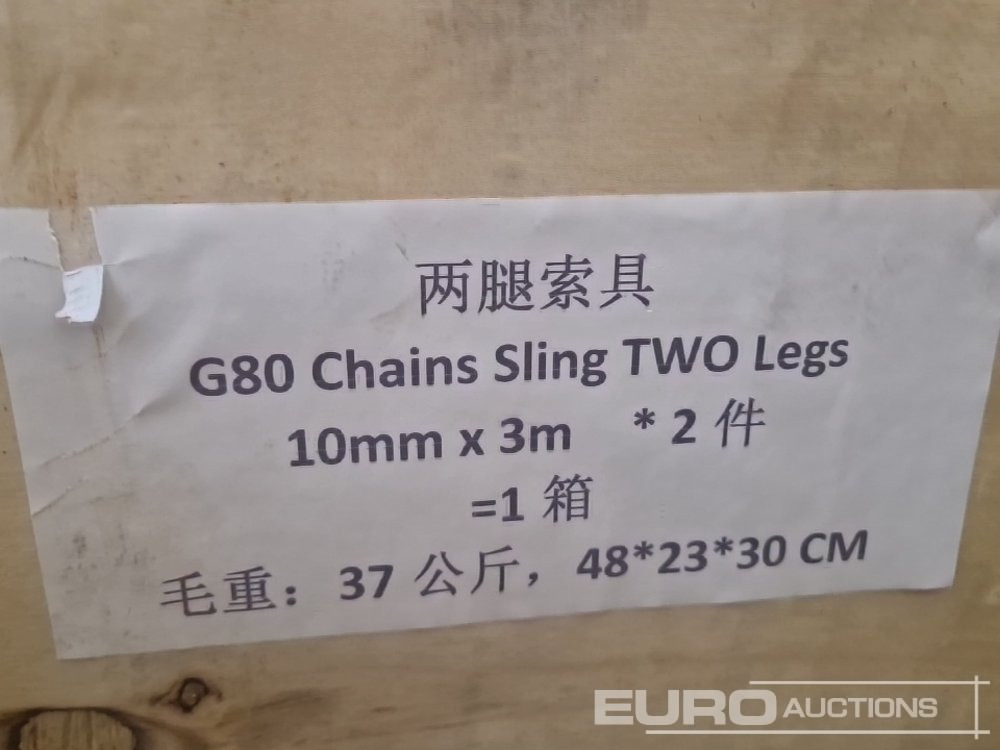 两腿索具
G80 Chains Sling TWO Legs
10mm x 3m * 2 件
=1 箱
毛重：37 公斤，48*23*30 CM
EURO AUCTIONS